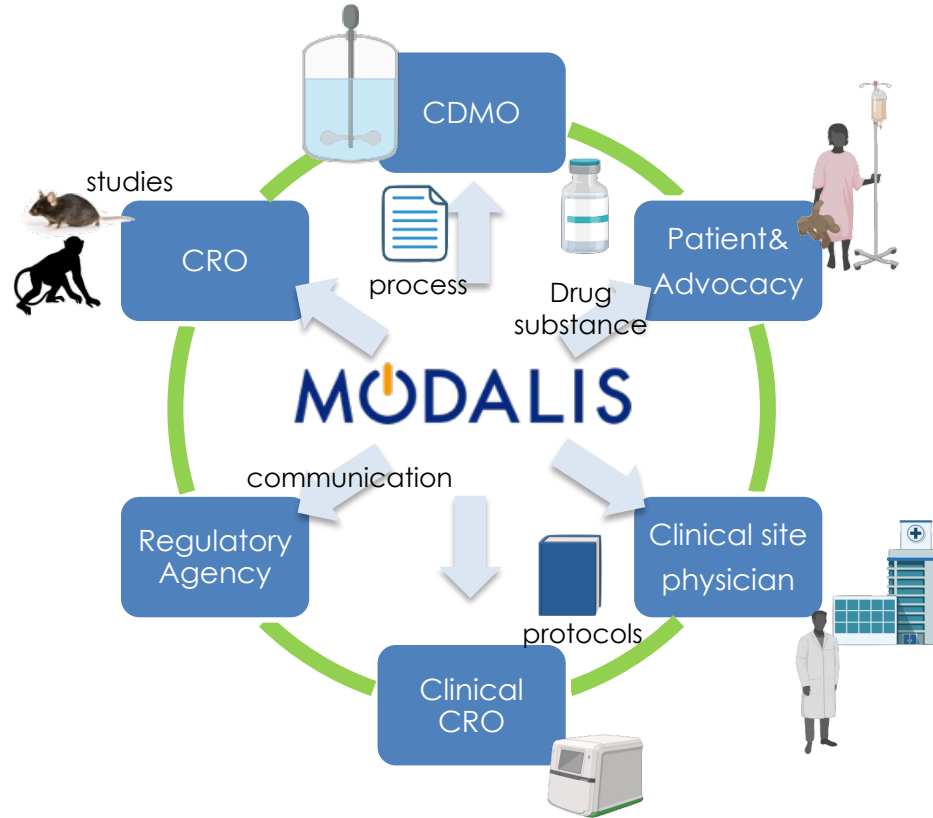 CDMO
studies
CRO
process
Patient&
Advocacy
Drug
substance
MODALIS
communication
Regulatory
Agency
Clinical site
physician
protocols
Clinical
CRO